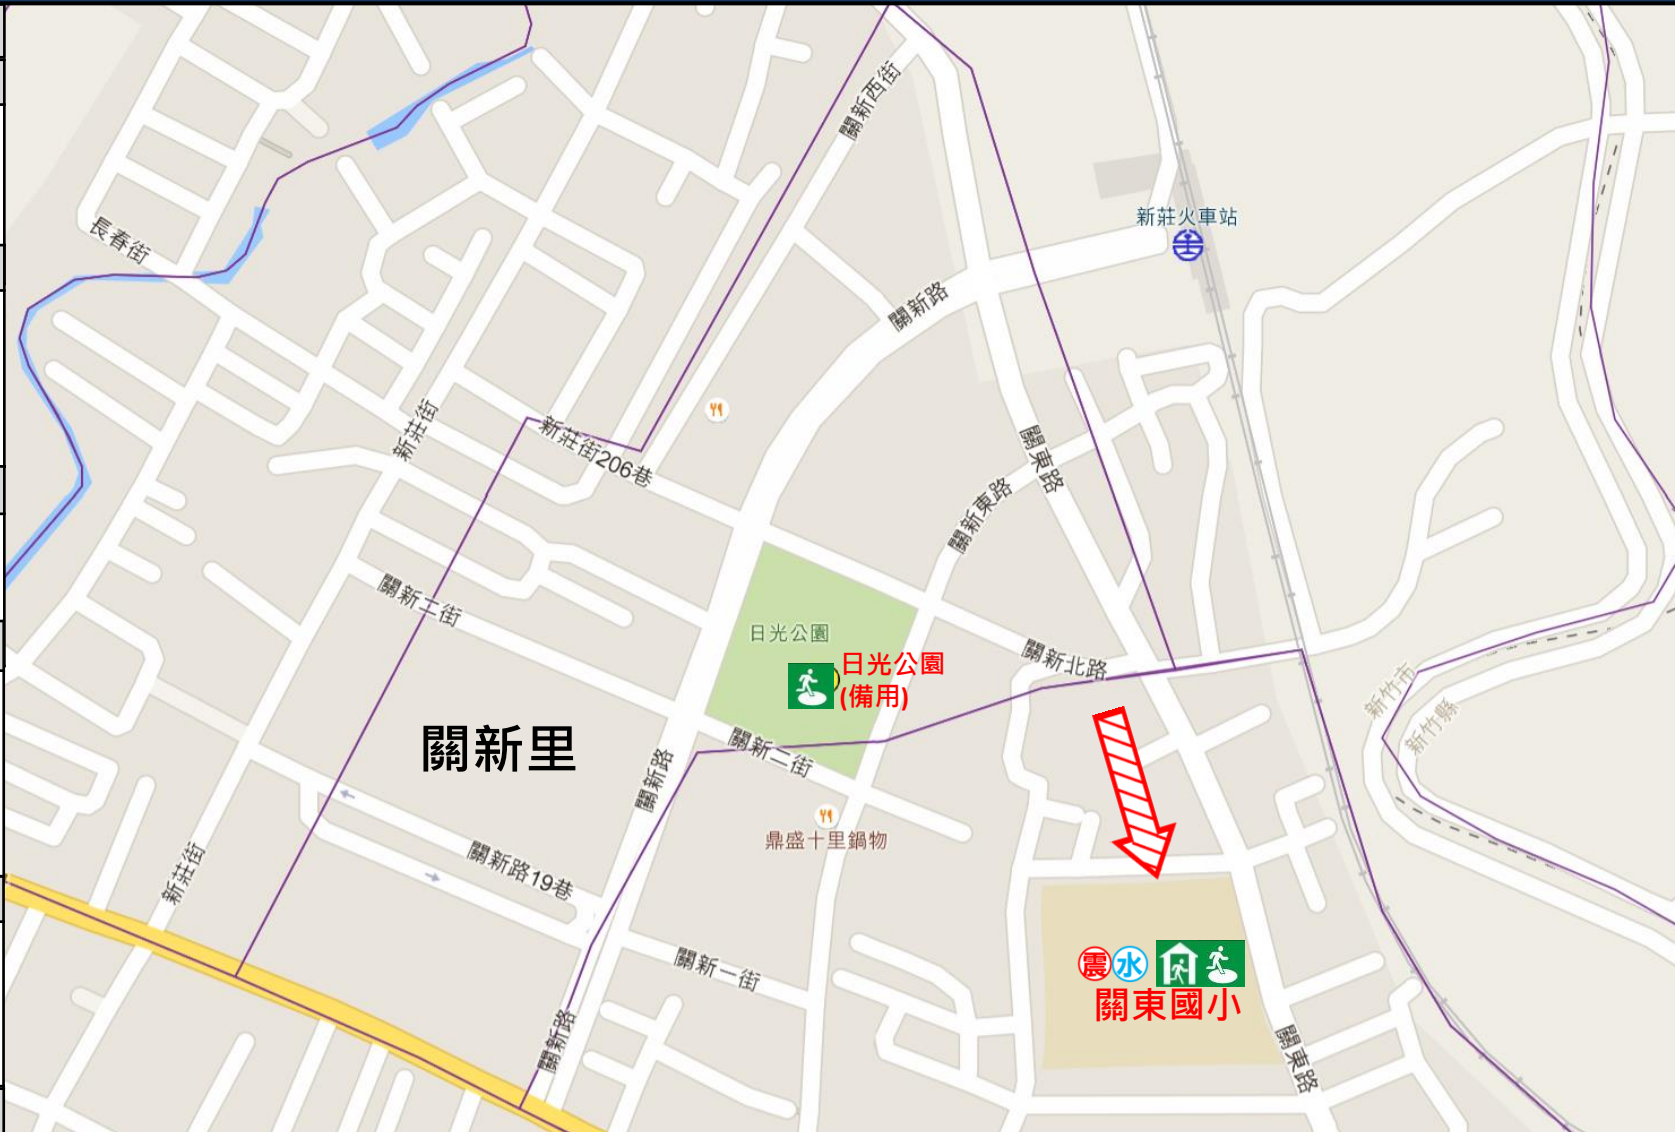 關新西街
新莊火車站
長春街
關新路
新莊街
新莊街206巷
關東路
關新東路
關新二街
日光公園
日光公園
(備用)
關新北路
新竹市
新竹縣
關新里
關新二街
關新路
鼎盛十里鍋物
關新路19巷
新莊街
關新一街
震 水
關東國小
關新路
關東路